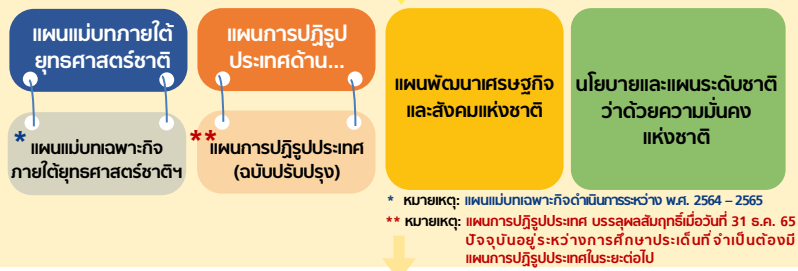 แผนแม่บทภายใต้
ยุทธศาสตร์ชาติ
แผนการปฏิรูป
ประเทศด้าน...
แผนพัฒนาเศรษฐกิจ
และสังคมแห่งชาติ
นโยบายและแผนระดับชาติ
ว่าด้วยความมั่นคง
แห่งชาติ
* แผนแม่บทเฉพาะกิจ
ภายใต้ยุทธศาสตร์ชาติฯ
** แผนการปฏิรูปประเทศ
(ฉบับปรับปรุง)
* หมายเหตุ: แผนแม่บทเฉพาะกิจดำเนินการระหว่าง พ.ศ. 2564 – 2565
** หมายเหตุ: แผนการปฏิรูปประเทศ บรรลุผลสัมฤทธิ์เมื่อวันที่ 31 ธ.ค. 65
ปัจจุบันอยู่ระหว่างการศึกษาประเด็นที่จำเป็นต้องมี
แผนการปฏิรูปประเทศในระยะต่อไป